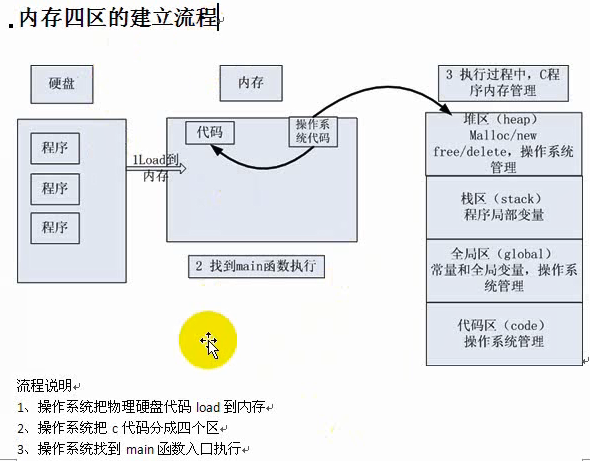 内存四区的建立流程
硬盘
内存
3 执行过程中，C程
序内存管理
程序
程序
程序
1Load到
内存
代码
操作系
统代码
2 找到main函数执行
堆区（heap）
Malloc/new
free/delete，操作系统
管理
栈区（stack）
程序局部变量
全局区（global）
常量和全局变量，操作系
统管理
代码区（code）
操作系统管理
流程说明
1、操作系统把物理硬盘代码 load 到内存
2、操作系统把 c 代码分成四个区
3、操作系统找到 main 函数入口执行